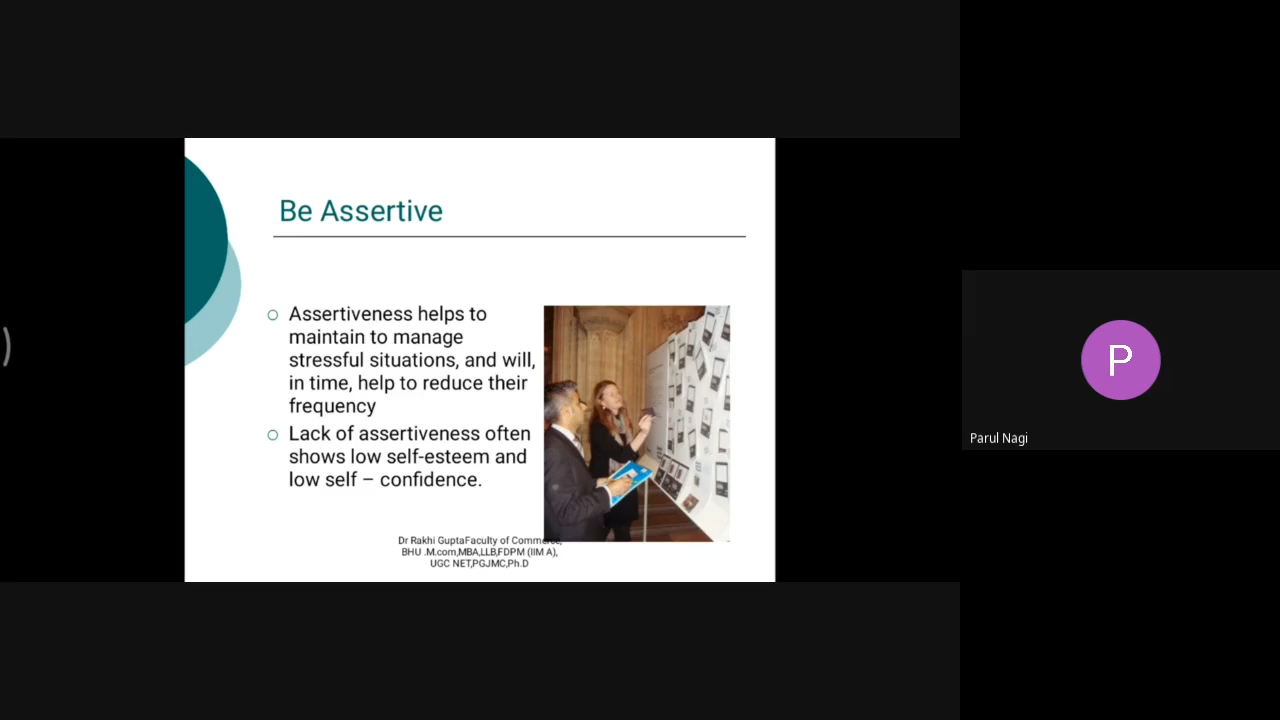 Be Assertive
Assertiveness helps to
maintain to manage
stressful situations, and will,
in time, help to reduce their
frequency
Lack of assertiveness often
shows low self-esteem and
low self – confidence.
Dr Rakhi GuptaFaculty of Commerce,
BHU .M.com,MBA,LLB,FDPM (IIM A),
UGC NET,PGJMC,Ph.D
P
Parul Nagi